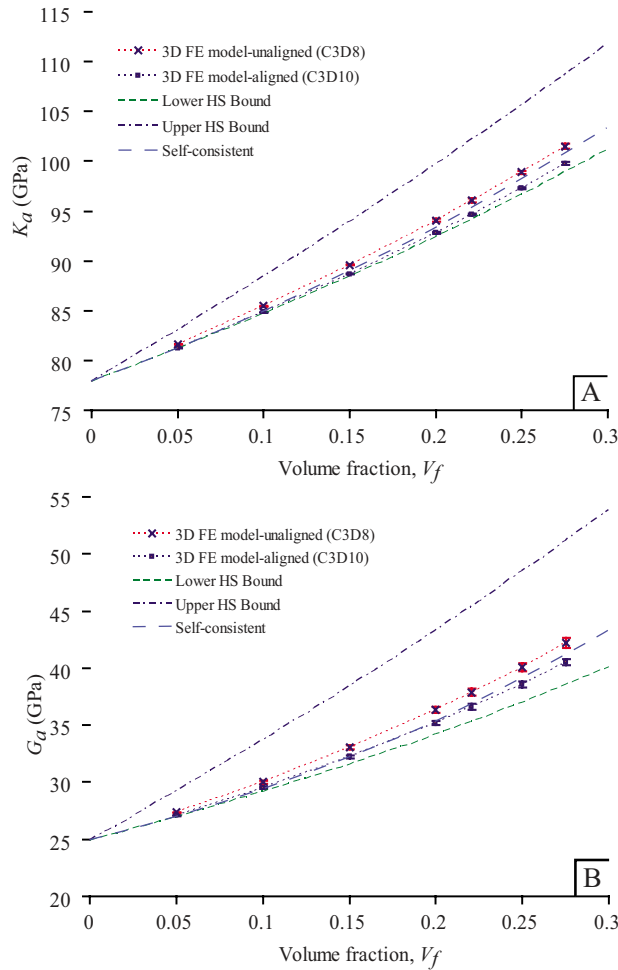 115
3D FE model-unaligned (C3D8)
110
3D FE model-aligned (C3D10)
Lower HS Bound
105
Upper HS Bound
Self-consistent
100
95
90
85
80
75
K_a (GPa)
A
0 0.05 0.1 0.15 0.2 0.25 0.3
Volume fraction, V_f
55
3D FE model-unaligned (C3D8)
50
3D FE model-aligned (C3D10)
Lower HS Bound
45
Upper HS Bound
Self-consistent
40
35
30
25
20
G_a (GPa)
B
0 0.05 0.1 0.15 0.2 0.25 0.3
Volume fraction, V_f